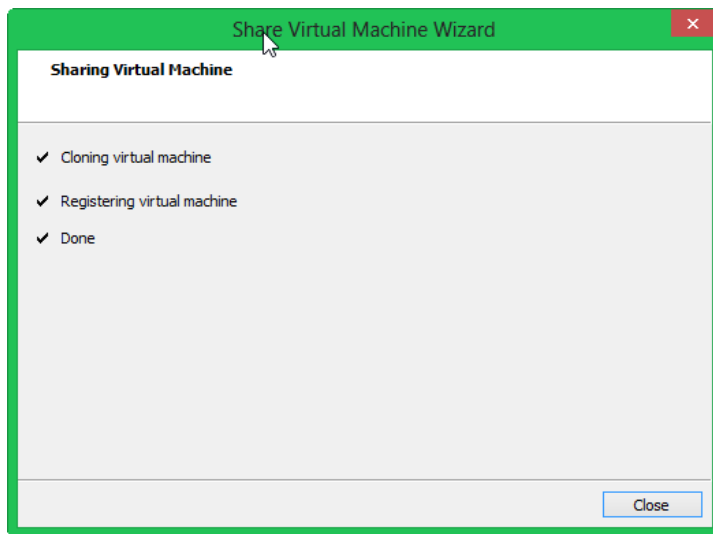 Share Virtual Machine Wizard
Sharing Virtual Machine
Cloning virtual machine
Registering virtual machine
Done
Close